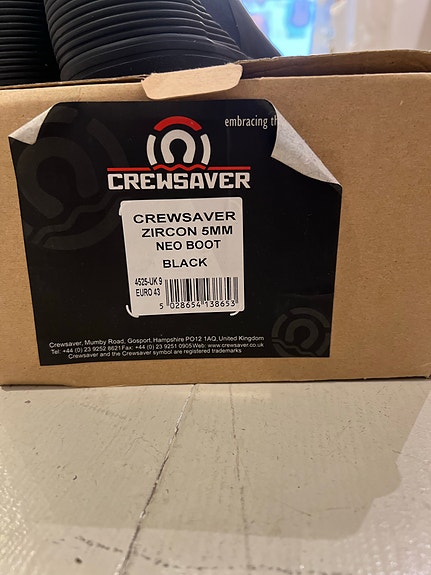 embracing
CREWSAVER
CREWSAVER
ZIRCON 5MM
NEO BOOT
BLACK
4525-UK 9
EURO 43
5 028654 138653
Crewsaver, Mumby Road, Gosport, Hampshire PO12 1AQ, United Kingdom
Tel: +44 (0) 23 9252 8621 Fax: +44 (0) 23 9251 0905 Web: www.crewsaver.co.uk
Crewsaver and the Crewsaver symbol are registered trademarks